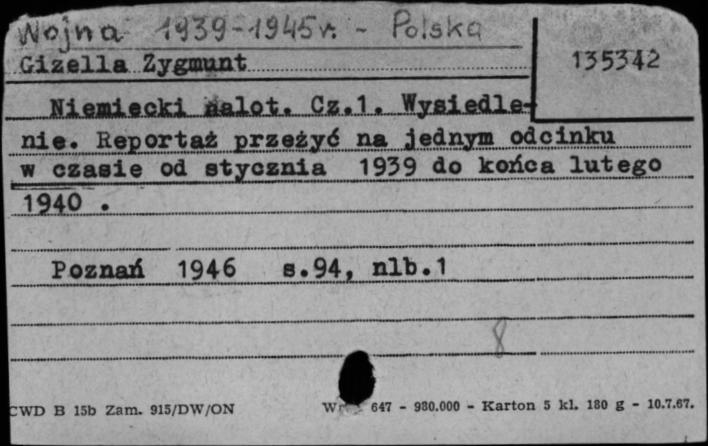 Wojna 1939-1945r. - Polska
135342
Gizella Zygmunt
Niemiecki nalot. Cz.1. Wysiedle-
nie. Reportaż przeżyć na jednym odcinku
w czasie od stycznia 1939 do końca lutego
1940 .
Poznań 1946 s.94, nlb.1
8
CWD B 15b Zam. 915/DW/ON
647 - 980.000 - Karton 5 kl. 180 g - 10.7.67.